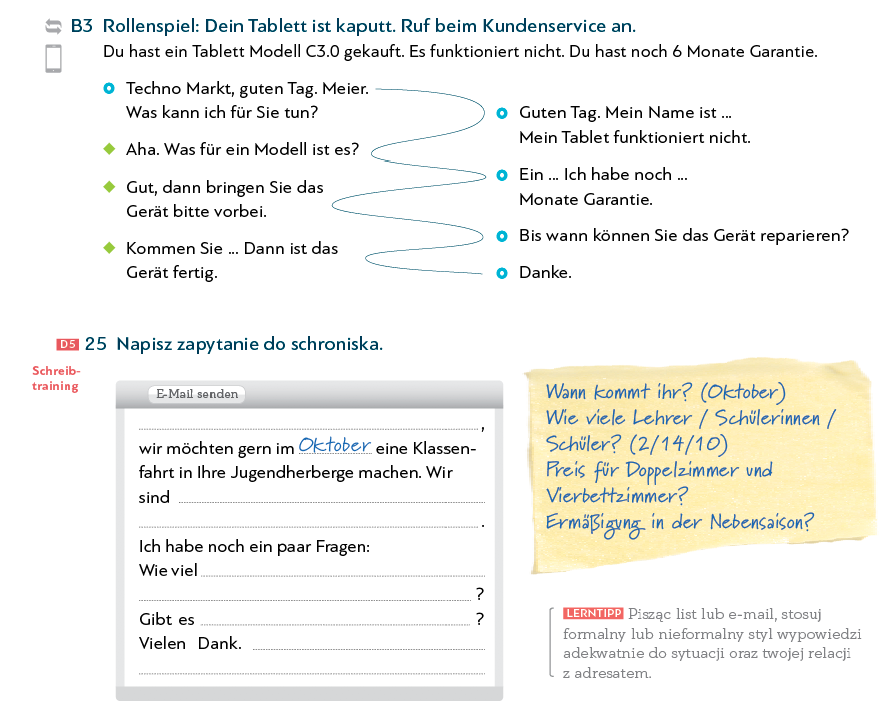 B3 Rollenspiel: Dein Tablett ist kaputt. Ruf beim Kundenservice an.
Du hast ein Tablett Modell C3.0 gekauft. Es funktioniert nicht. Du hast noch 6 Monate Garantie.
Techno Markt, guten Tag. Meier.
Was kann ich für Sie tun?
Guten Tag. Mein Name ist ...
Mein Tablet funktioniert nicht.
Aha. Was für ein Modell ist es?
Ein ... Ich habe noch ...
Monate Garantie.
Gut, dann bringen Sie das
Gerät bitte vorbei.
Bis wann können Sie das Gerät reparieren?
Kommen Sie ... Dann ist das
Gerät fertig.
Danke.
D5 25 Napisz zapytanie do schroniska.
Schreib-
training
E-Mail senden
,
wir möchten gern im Oktober eine Klassen-
fahrt in Ihre Jugendherberge machen. Wir
sind
.
Ich habe noch ein paar Fragen:
Wie viel
?
Gibt es ?
Vielen Dank.
Wann kommt ihr? (Oktober)
Wie viele Lehrer / Schülerinnen /
Schüler? (2/14/10)
Preis für Doppelzimmer und
Vierbettzimmer?
Ermäßigung in der Nebensaison?
LERNTIPP Pisząc list lub e-mail, stosuj
formalny lub nieformalny styl wypowiedzi
adekwatnie do sytuacji oraz twojej relacji
z adresatem.